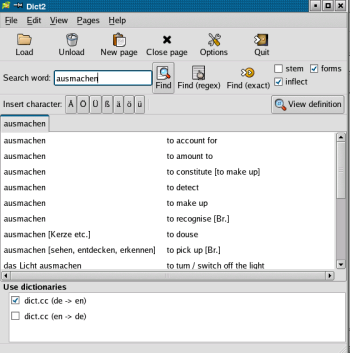 Dict2
File Edit View Pages Help
Load Unload New page Close page Options Quit
Search word: ausmachen Find Find (regex) Find (exact) stem forms inflect
Insert character: Ä Ö Ü ß ä ö ü View definition
ausmachen
ausmachen to account for
ausmachen to amount to
ausmachen to constitute [to make up]
ausmachen to detect
ausmachen to make up
ausmachen to recognise [Br.]
ausmachen [Kerze etc.] to douse
ausmachen [sehen, entdecken, erkennen] to pick up [Br.]
das Licht ausmachen to turn / switch off the light
Use dictionaries
dict.cc (de -> en)
dict.cc (en -> de)